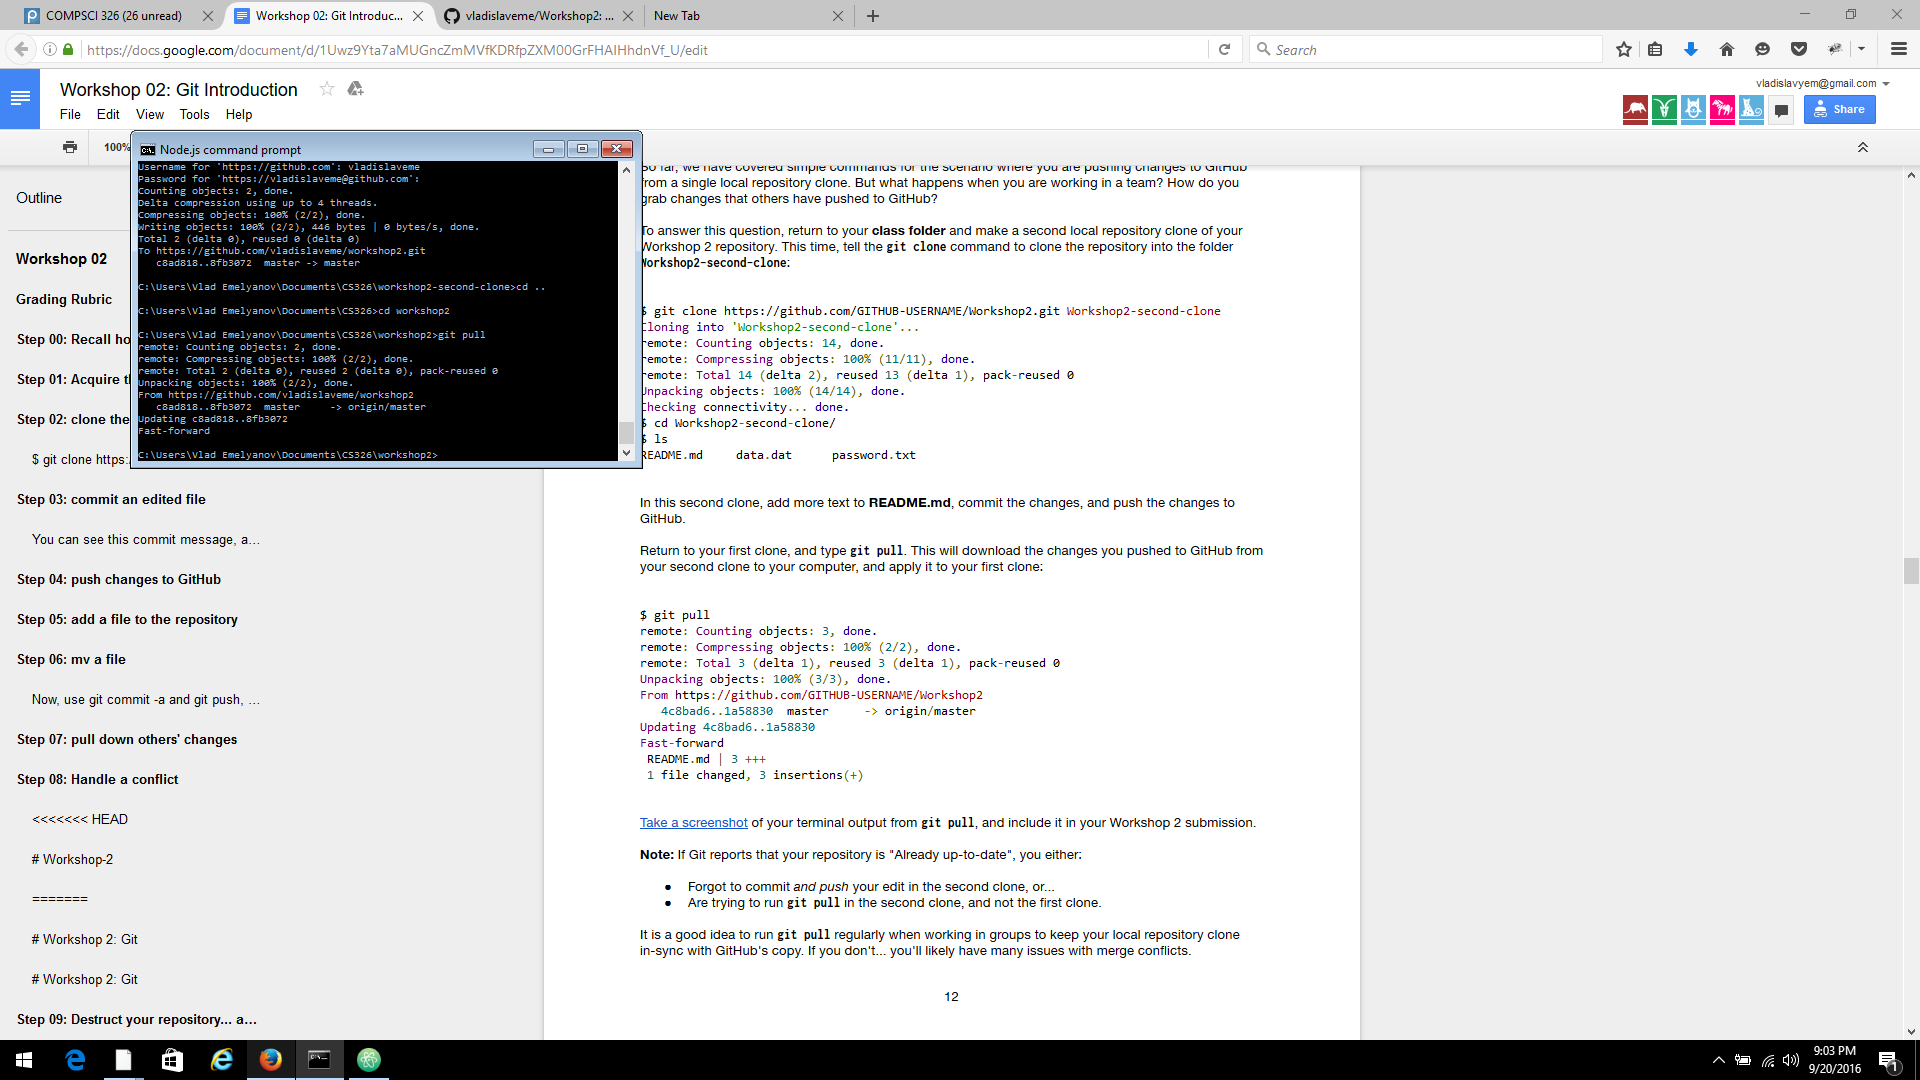 COMPSCI 326 (26 unread)
Workshop 02: Git Introduc...
vladislaveme/Workshop2: ...
New Tab
https://docs.google.com/document/d/1Uwz9Yta7aMUGncZmMVfKDRfpZXM00GrFHAIHhdnVf_U/edit
Search
Workshop 02: Git Introduction
vladislavyem@gmail.com
File Edit View Tools Help
Share
100%
Node.js command prompt
Username for 'https://github.com': vladislaveme
Password for 'https://vladislaveme@github.com':
Counting objects: 2, done.
Delta compression using up to 4 threads.
Compressing objects: 100% (2/2), done.
Writing objects: 100% (2/2), 446 bytes | 0 bytes/s, done.
Total 2 (delta 0), reused 0 (delta 0)
To https://github.com/vladislaveme/workshop2.git
c8ad818..8fb3072 master -> master
C:\Users\Vlad Emelyanov\Documents\CS326\workshop2-second-clone>cd ..
C:\Users\Vlad Emelyanov\Documents\CS326>cd workshop2
C:\Users\Vlad Emelyanov\Documents\CS326\workshop2>git pull
remote: Counting objects: 2, done.
remote: Compressing objects: 100% (2/2), done.
remote: Total 2 (delta 0), reused 2 (delta 0), pack-reused 0
Unpacking objects: 100% (2/2), done.
From https://github.com/vladislaveme/workshop2
c8ad818..8fb3072 master -> origin/master
Updating c8ad818..8fb3072
Fast-forward
C:\Users\Vlad Emelyanov\Documents\CS326\workshop2>
Outline
Workshop 02
Grading Rubric
Step 00: Recall ho
Step 01: Acquire t
Step 02: clone the
$ git clone https:
Step 03: commit an edited file
You can see this commit message, a...
Step 04: push changes to GitHub
Step 05: add a file to the repository
Step 06: mv a file
Now, use git commit -a and git push, ...
Step 07: pull down others' changes
Step 08: Handle a conflict
<<<<<<< HEAD
# Workshop-2
=======
# Workshop 2: Git
# Workshop 2: Git
Step 09: Destruct your repository... a...
So far, we have covered simple commands for the scenario where you are pushing changes to GitHub
from a single local repository clone. But what happens when you are working in a team? How do you
grab changes that others have pushed to GitHub?
To answer this question, return to your class folder and make a second local repository clone of your
Workshop 2 repository. This time, tell the git clone command to clone the repository into the folder
Workshop2-second-clone:
$ git clone https://github.com/GITHUB-USERNAME/Workshop2.git Workshop2-second-clone
Cloning into 'Workshop2-second-clone'...
remote: Counting objects: 14, done.
remote: Compressing objects: 100% (11/11), done.
remote: Total 14 (delta 2), reused 13 (delta 1), pack-reused 0
Unpacking objects: 100% (14/14), done.
Checking connectivity... done.
$ cd Workshop2-second-clone/
$ ls
README.md data.dat password.txt
In this second clone, add more text to README.md, commit the changes, and push the changes to
GitHub.
Return to your first clone, and type git pull. This will download the changes you pushed to GitHub from
your second clone to your computer, and apply it to your first clone:
$ git pull
remote: Counting objects: 3, done.
remote: Compressing objects: 100% (2/2), done.
remote: Total 3 (delta 1), reused 3 (delta 1), pack-reused 0
Unpacking objects: 100% (3/3), done.
From https://github.com/GITHUB-USERNAME/Workshop2
4c8bad6..1a58830 master -> origin/master
Updating 4c8bad6..1a58830
Fast-forward
README.md | 3 +++
1 file changed, 3 insertions(+)
Take a screenshot of your terminal output from git pull, and include it in your Workshop 2 submission.
Note: If Git reports that your repository is "Already up-to-date", you either:
● Forgot to commit and push your edit in the second clone, or...
● Are trying to run git pull in the second clone, and not the first clone.
It is a good idea to run git pull regularly when working in groups to keep your local repository clone
in-sync with GitHub's copy. If you don't... you'll likely have many issues with merge conflicts.
12
9:03 PM
9/20/2016
1